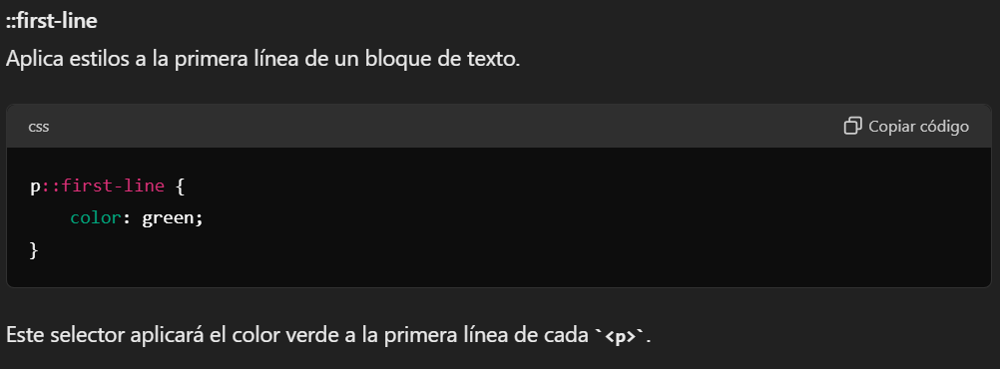 ::first-line
Aplica estilos a la primera línea de un bloque de texto.
css
Copiar código
p::first-line {
    color: green;
}
Este selector aplicará el color verde a la primera línea de cada `<p>`.